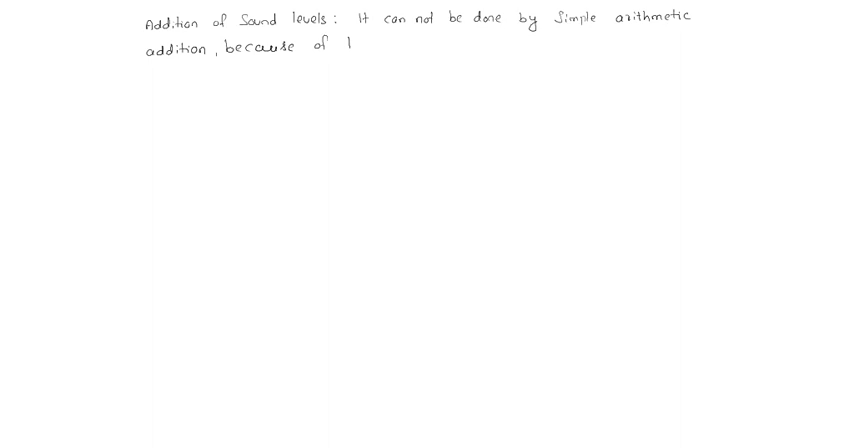 Addition of Sound levels: It can not be done by Simple arithmetic
addition, because of l